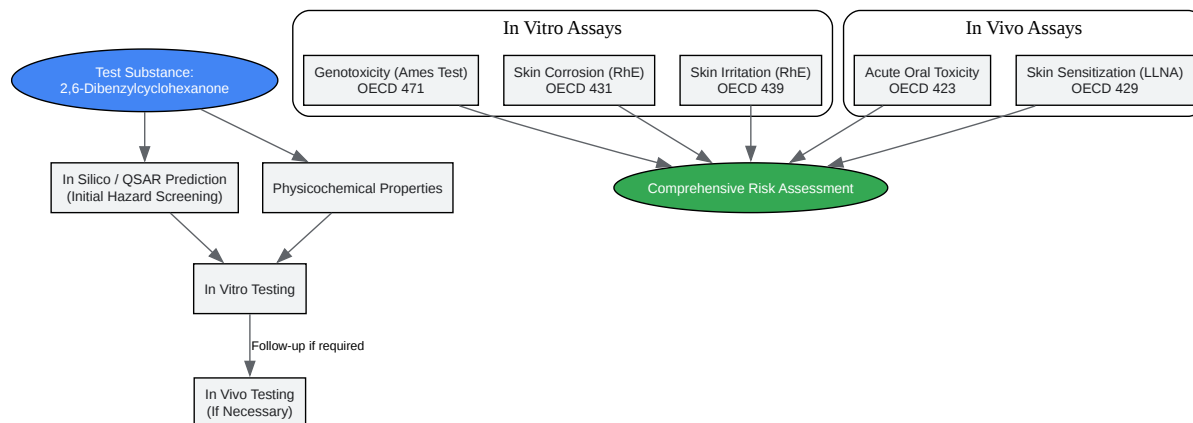 In Vitro Assays
In Vivo Assays
Test Substance:
2,6-Dibenzylcyclohexanone
Genotoxicity (Ames Test)
OECD 471
Skin Corrosion (RhE)
OECD 431
Skin Irritation (RhE)
OECD 439
Acute Oral Toxicity
OECD 423
Skin Sensitization (LLNA)
OECD 429
In Silico / QSAR Prediction
(Initial Hazard Screening)
Physicochemical Properties
Comprehensive Risk Assessment
In Vitro Testing
Follow-up if required
In Vivo Testing
(If Necessary)